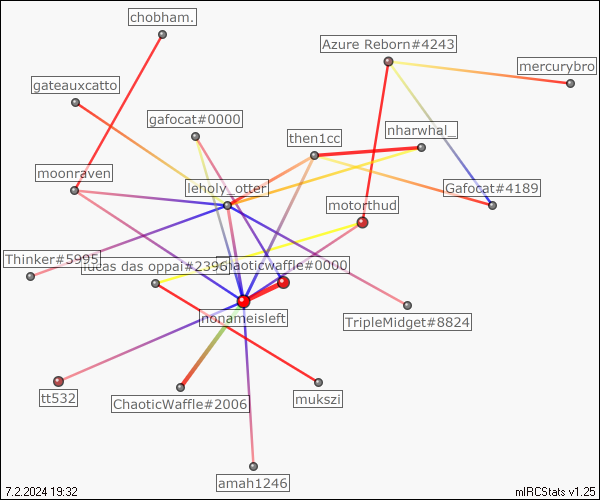 chobham.
Azure Reborn#4243
mercurybro
gateauxcatto
gafocat#0000
nharwhal_
then1cc
moonraven
leholy_otter
Gafocat#4189
motorthud
Thinker#5995
lucas das oppai#2396
chaoticwaffle#0000
nonameisleft
TripleMidget#8824
tt532
ChaoticWaffle#2006
mukszi
amah1246
7.2.2024 19:32
mIRCStats v1.25